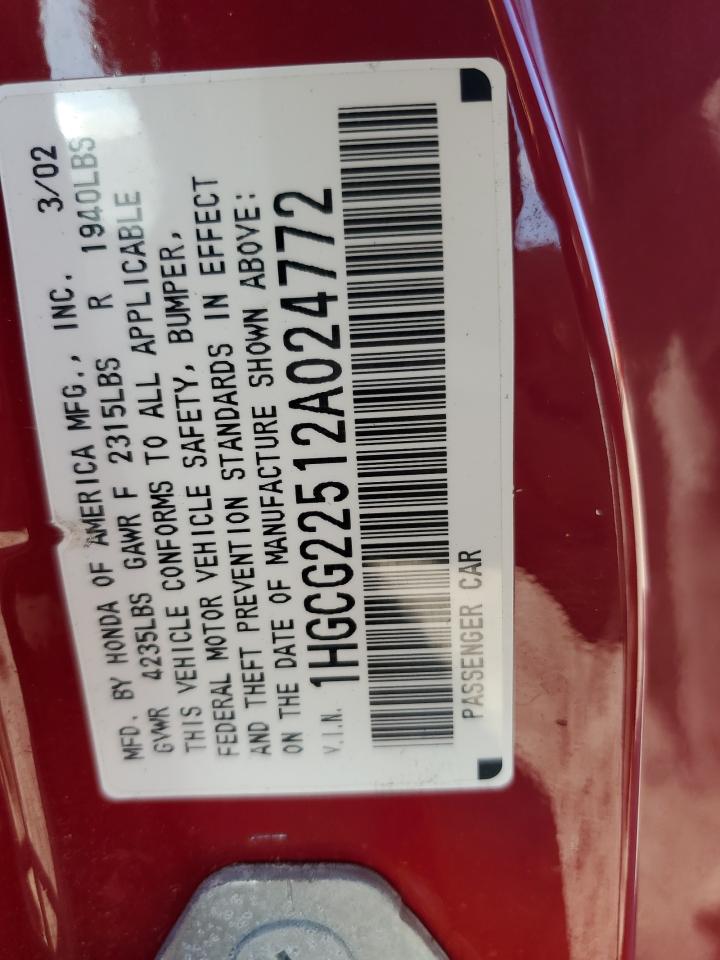 MFD. BY HONDA OF AMERICA MFG., INC. 3/02
GVWR 4235LBS GAWR F 2315LBS R 1940LBS
THIS VEHICLE CONFORMS TO ALL APPLICABLE
FEDERAL MOTOR VEHICLE SAFETY, BUMPER,
AND THEFT PREVENTION STANDARDS IN EFFECT
ON THE DATE OF MANUFACTURE SHOWN ABOVE:
V.I.N. 1HGCG22512A024772
PASSENGER CAR